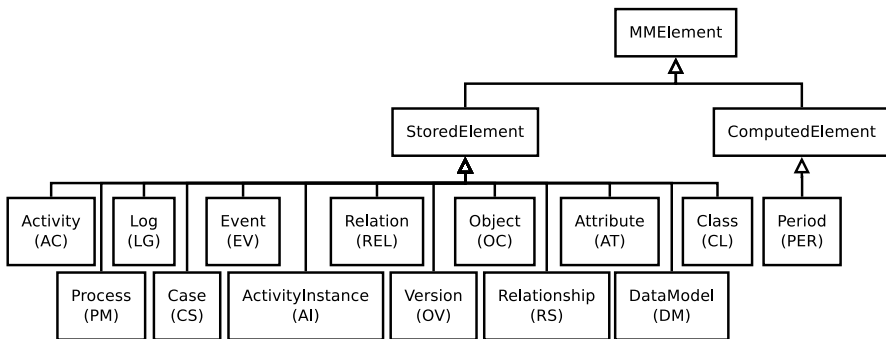 MMElement
StoredElement
ComputedElement
Activity
(AC)
Log
(LG)
Event
(EV)
Relation
(REL)
Object
(OC)
Attribute
(AT)
Class
(CL)
Period
(PER)
Process
(PM)
Case
(CS)
ActivityInstance
(AI)
Version
(OV)
Relationship
(RS)
DataModel
(DM)